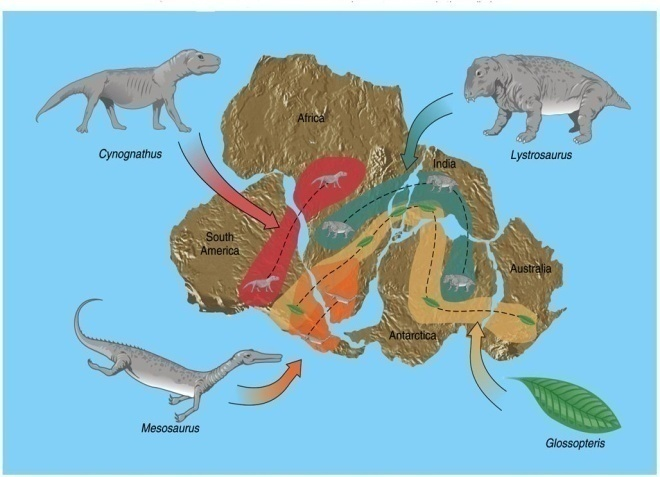 Africa
Cynognathus
India
Lystrosaurus
South
America
Australia
Antarctica
Mesosaurus
Glossopteris